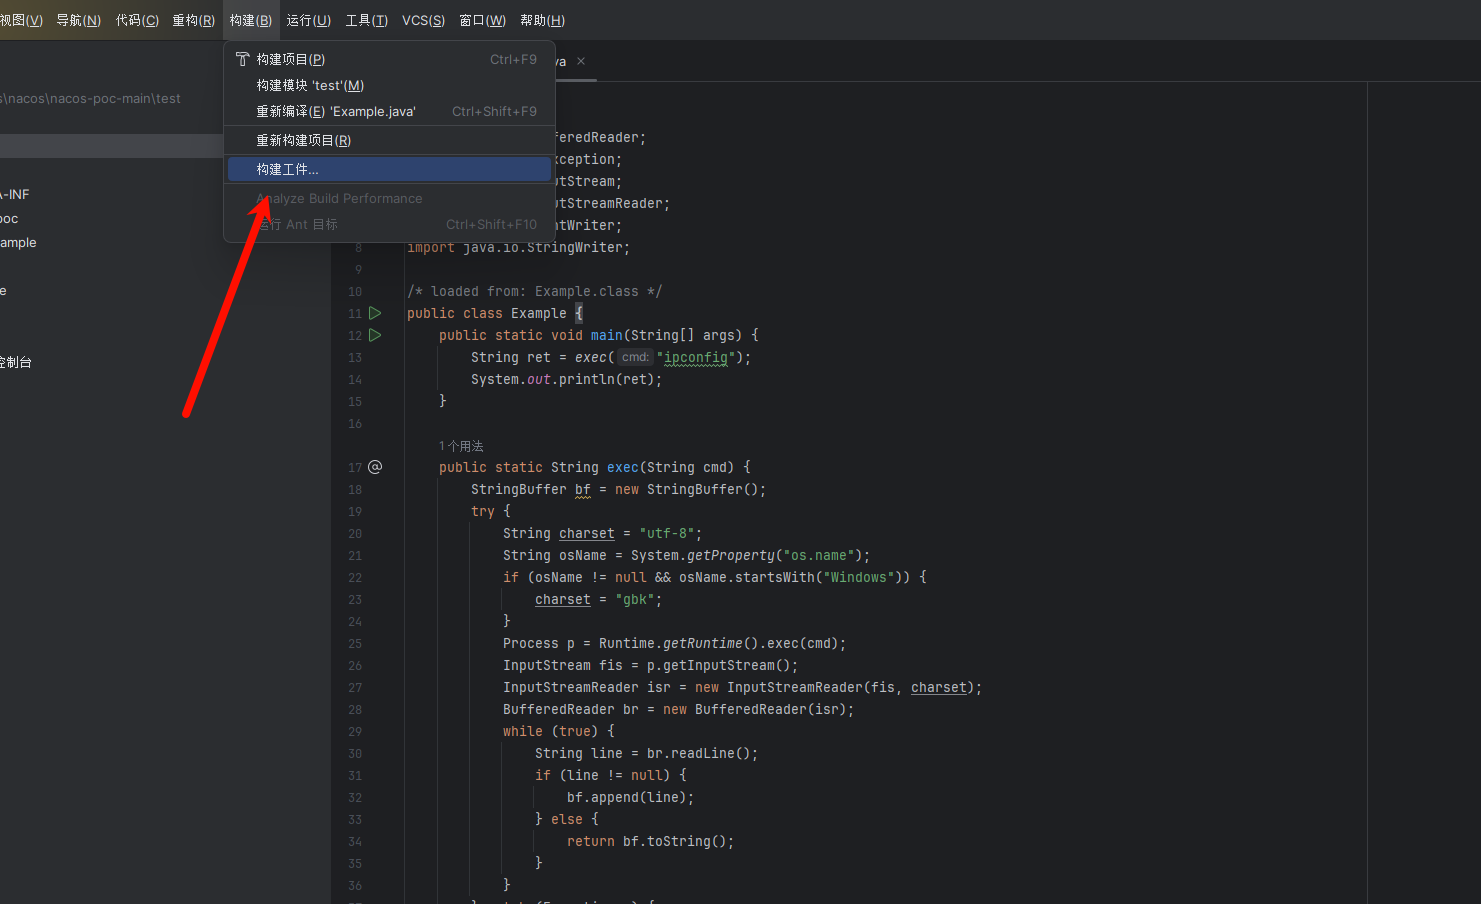 视图(V) 导航(N) 代码(C) 重构(R) 构建(B) 运行(U) 工具(T) VCS(S) 窗口(W) 帮助(H)
构建项目(P) Ctrl+F9
构建模块 'test'(M)
重新编译(E) 'Example.java' Ctrl+Shift+F9
重新构建项目(R)
构建工件...
Analyze Build Performance
运行 Ant 目标 Ctrl+Shift+F10
va ×
s\nacos\nacos-poc-main\test
A-INF
poc
ample
e
控制台
feredReader;
ception;
utStream;
utStreamReader;
ntWriter;
8 import java.io.StringWriter;
9
10 /* loaded from: Example.class */
11 public class Example {
12 public static void main(String[] args) {
13 String ret = exec( cmd: "ipconfig");
14 System.out.println(ret);
15 }
16
1 个用法
17 @ public static String exec(String cmd) {
18 StringBuffer bf = new StringBuffer();
19 try {
20 String charset = "utf-8";
21 String osName = System.getProperty("os.name");
22 if (osName != null && osName.startsWith("Windows")) {
23 charset = "gbk";
24 }
25 Process p = Runtime.getRuntime().exec(cmd);
26 InputStream fis = p.getInputStream();
27 InputStreamReader isr = new InputStreamReader(fis, charset);
28 BufferedReader br = new BufferedReader(isr);
29 while (true) {
30 String line = br.readLine();
31 if (line != null) {
32 bf.append(line);
33 } else {
34 return bf.toString();
35 }
36 }